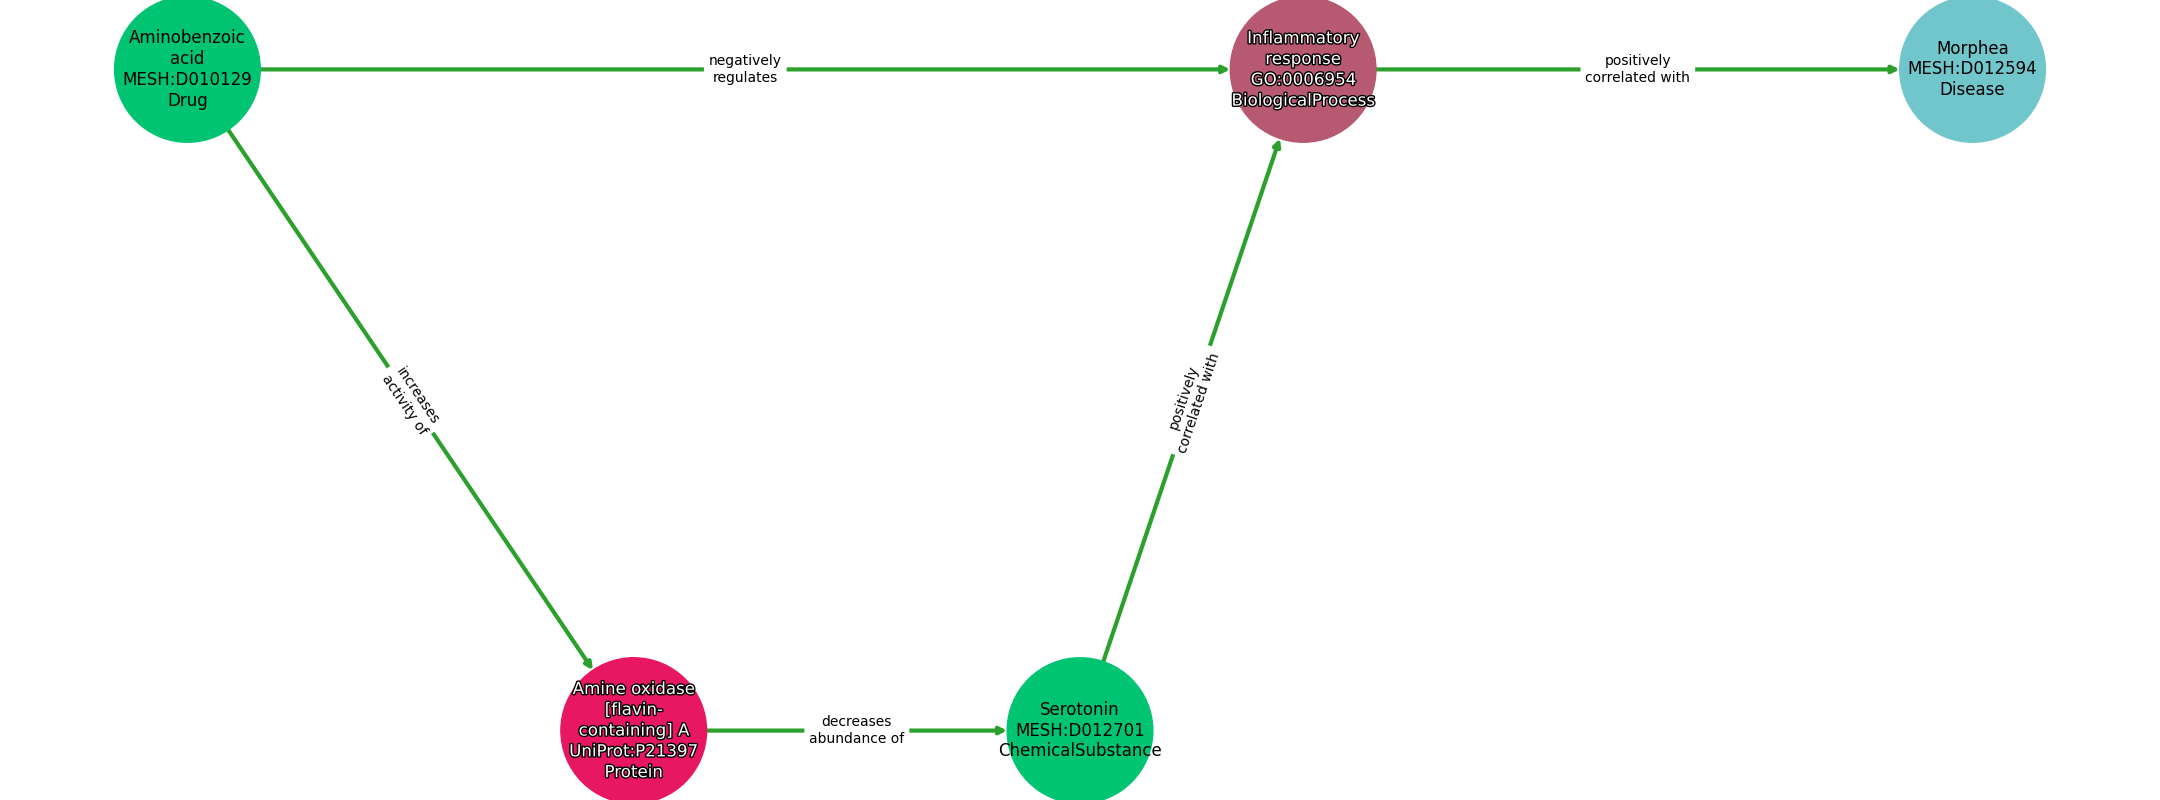 Aminobenzoic
acid
MESH:D010129
Drug
negatively
regulates
Inflammatory
response
GO:0006954
BiologicalProcess
positively
correlated with
Morphea
MESH:D012594
Disease
increases
activity of
positively
correlated with
Amine oxidase
[flavin-
containing] A
UniProt:P21397
Protein
decreases
abundance of
Serotonin
MESH:D012701
ChemicalSubstance